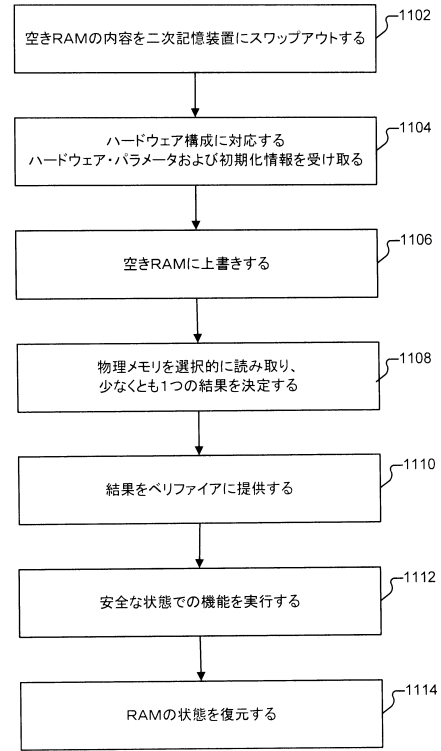 1102
空きRAMの内容を二次記憶装置にスワップアウトする
1104
ハードウェア構成に対応する
ハードウェア・パラメータおよび初期化情報を受け取る
1106
空きRAMに上書きする
1108
物理メモリを選択的に読み取り、
少なくとも1つの結果を決定する
1110
結果をベリファイアに提供する
1112
安全な状態での機能を実行する
1114
RAMの状態を復元する